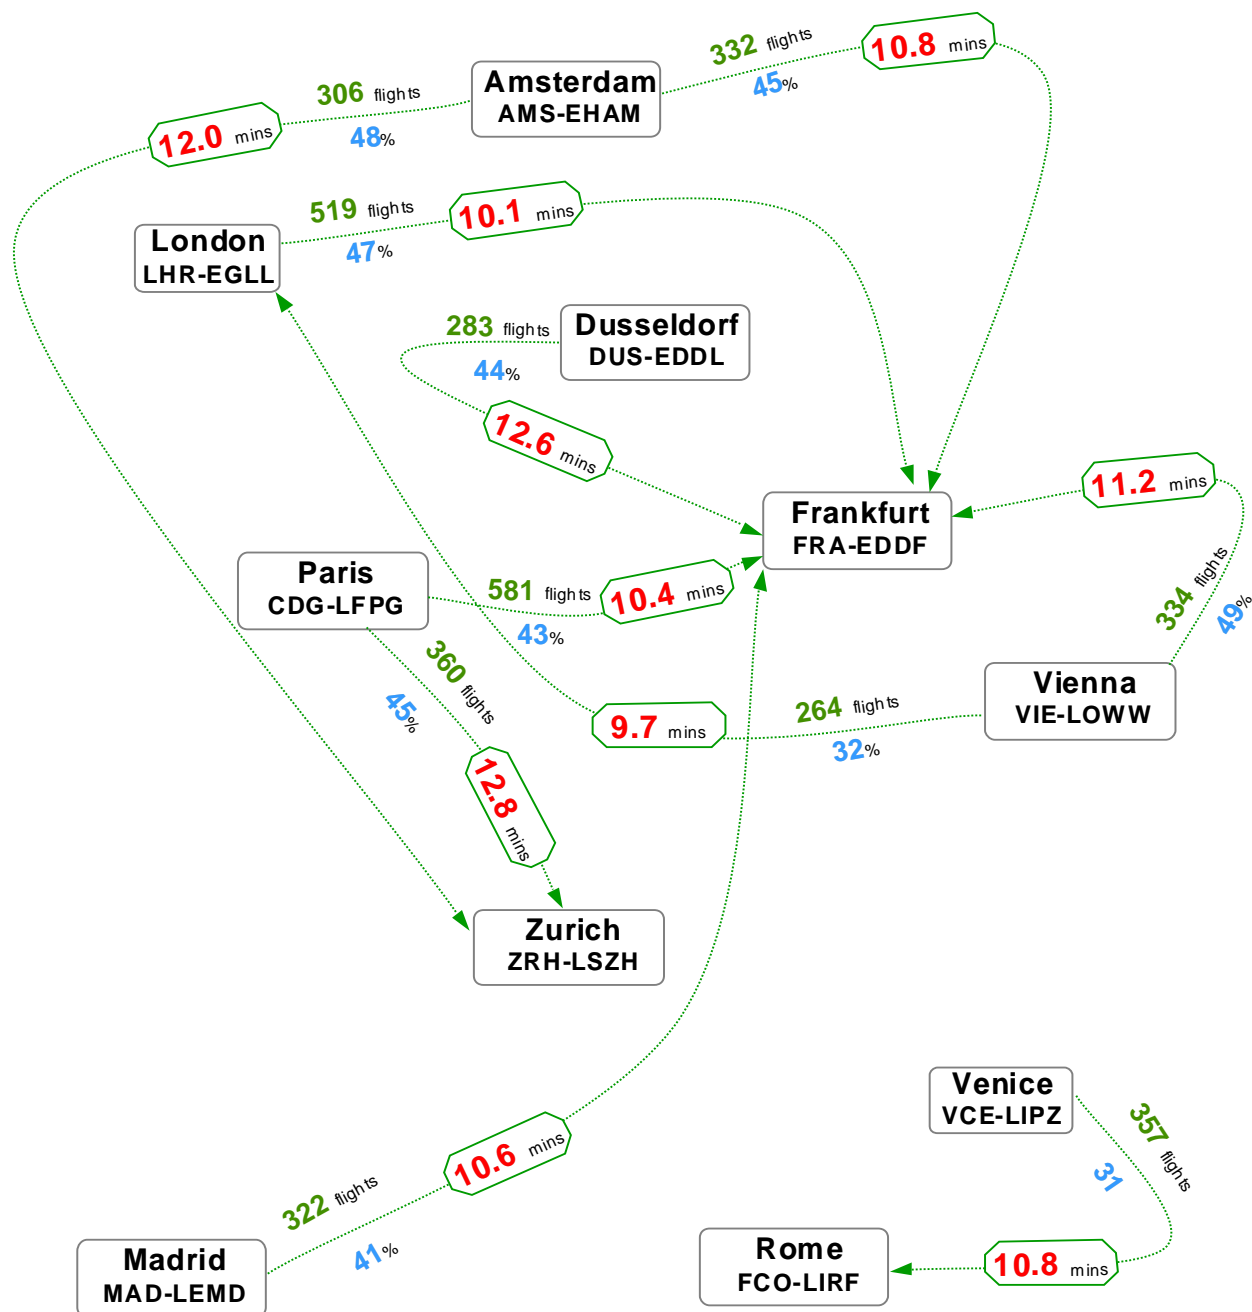 332 flights
10.8 mins
45%
Amsterdam
AMS-EHAM
306 flights
48%
12.0 mins
519 flights
10.1 mins
47%
London
LHR-EGLL
283 flights
44%
Dusseldorf
DUS-EDDL
12.6 mins
11.2 mins
Frankfurt
FRA-EDDF
334 flights
49%
Paris
CDG-LFPG
581 flights
10.4 mins
43%
360 flights
45%
Vienna
VIE-LOWW
264 flights
9.7 mins
32%
12.8 mins
Zurich
ZRH-LSZH
Venice
VCE-LIPZ
357 flights
31
10.6 mins
322 flights
41%
Madrid
MAD-LEMD
Rome
FCO-LIRF
10.8 mins